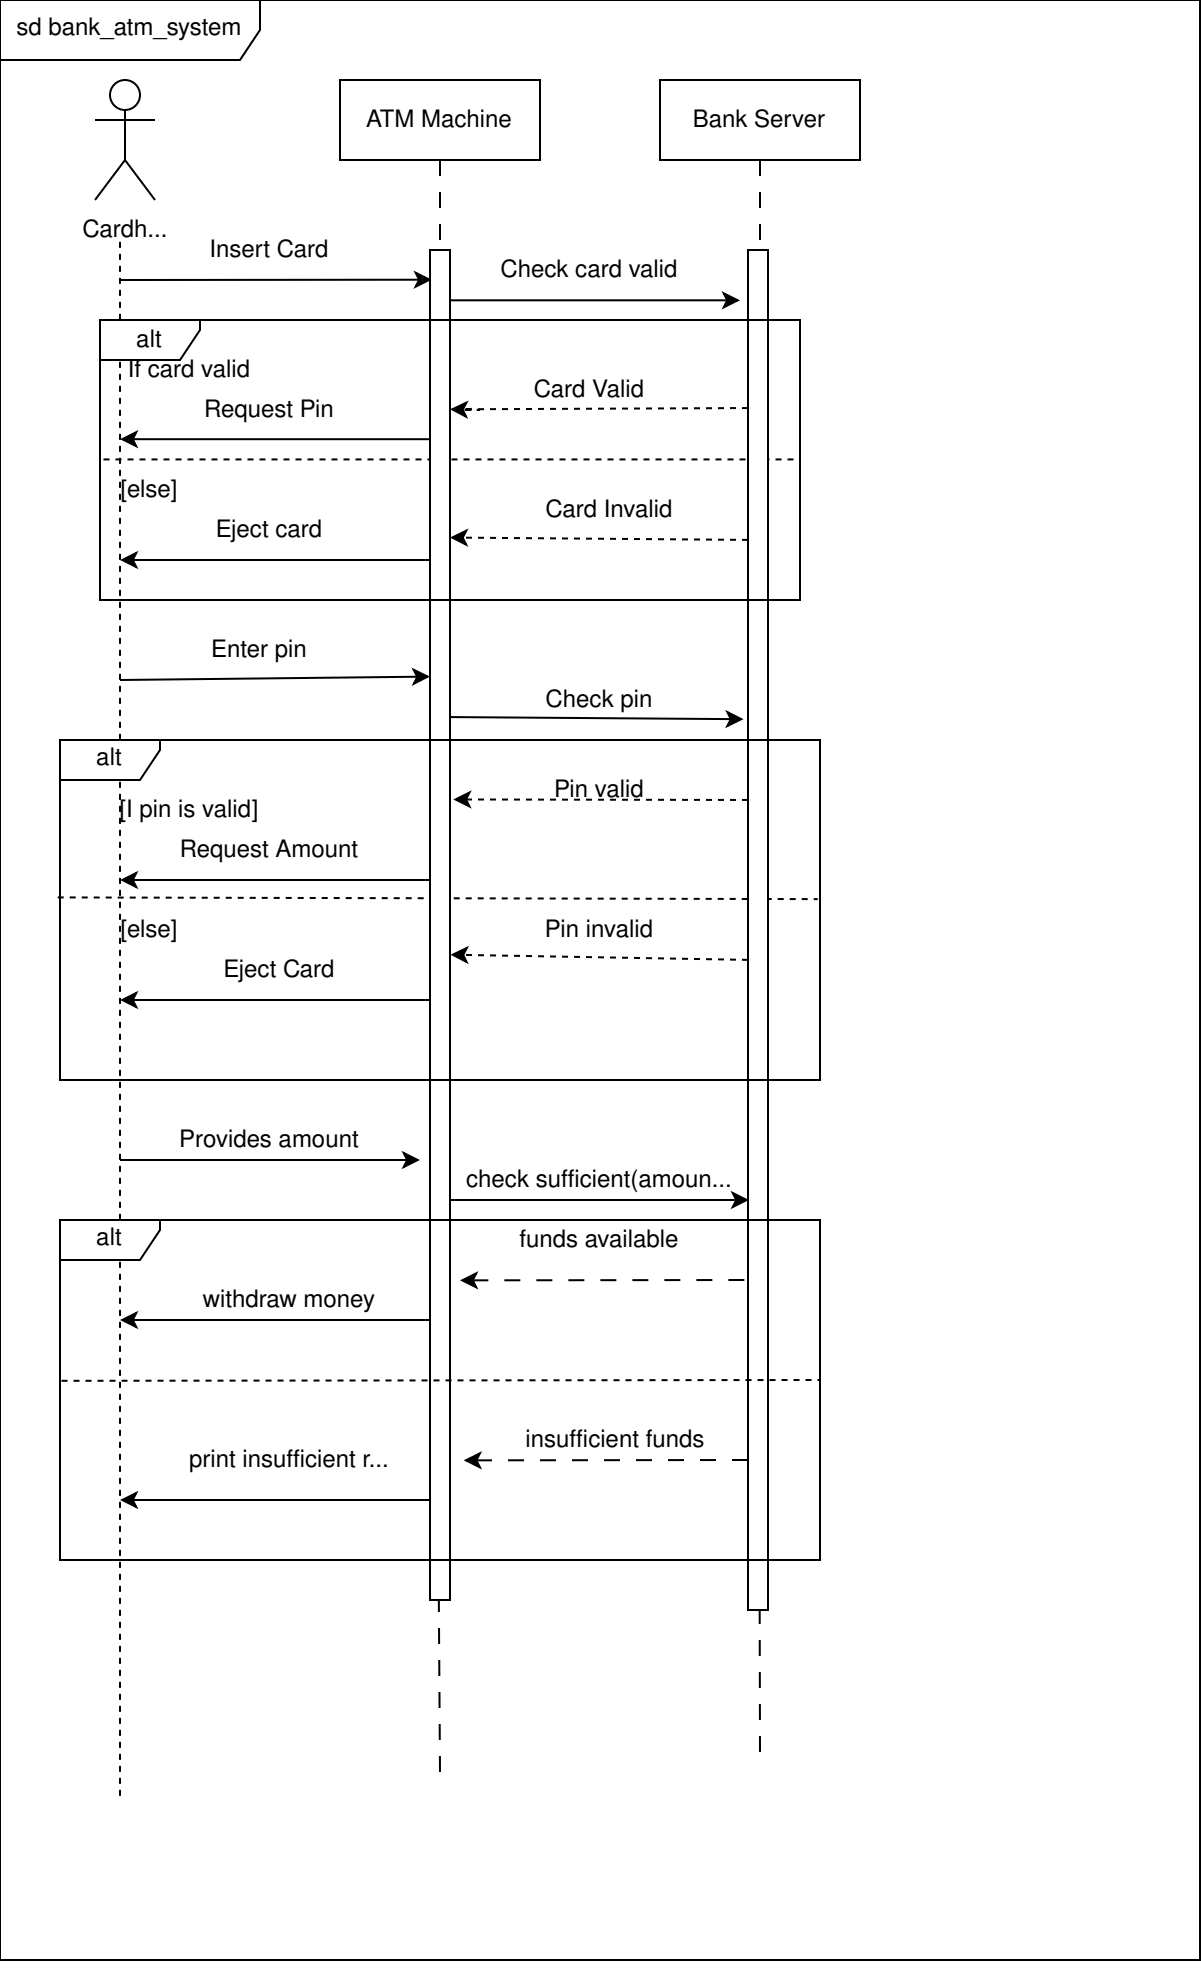 sd bank_atm_system
ATM Machine
Bank Server
Cardh...
Insert Card
Check card valid
alt
If card valid
Card Valid
Request Pin
[else]
Card Invalid
Eject card
Enter pin
Check pin
alt
Pin valid
[I pin is valid]
Request Amount
[else]
Pin invalid
Eject Card
Provides amount
check sufficient(amoun...
alt
funds available
withdraw money
insufficient funds
print insufficient r...